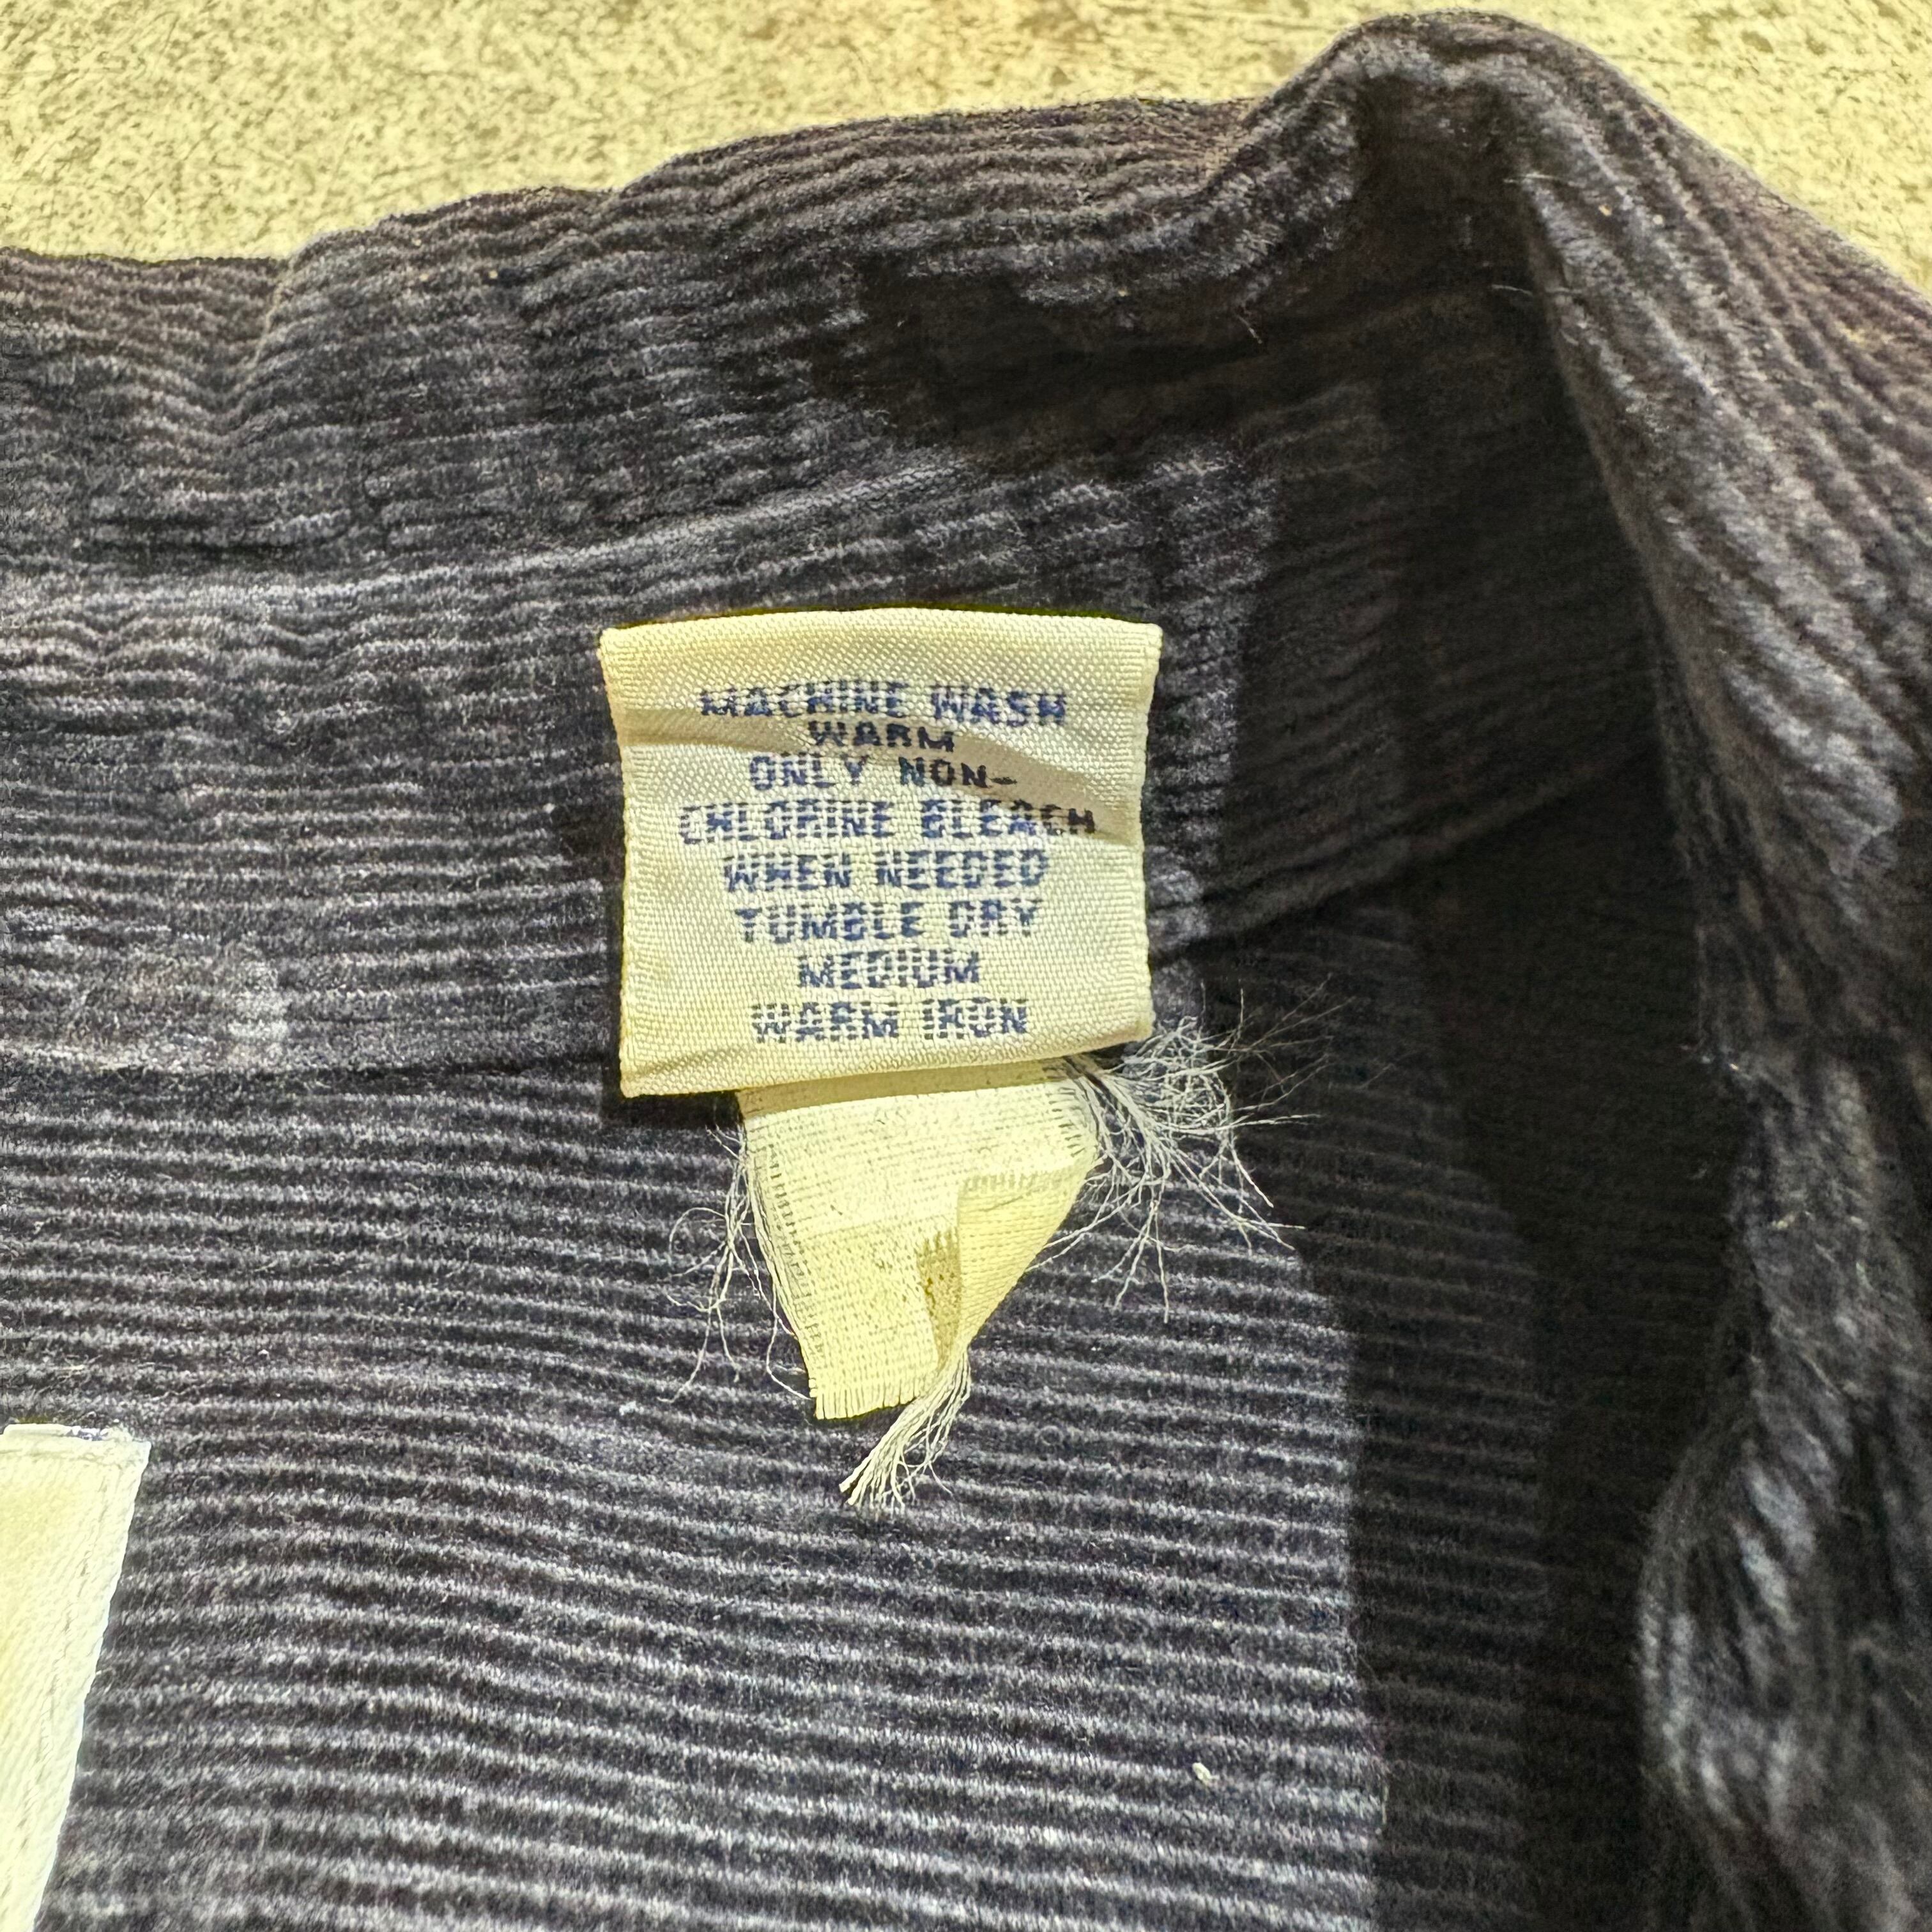 MACHINE WASH
WARM
ONLY NON-
CHLORINE BLEACH
WHEN NEEDED
TUMBLE DRY
MEDIUM
WARM IRON